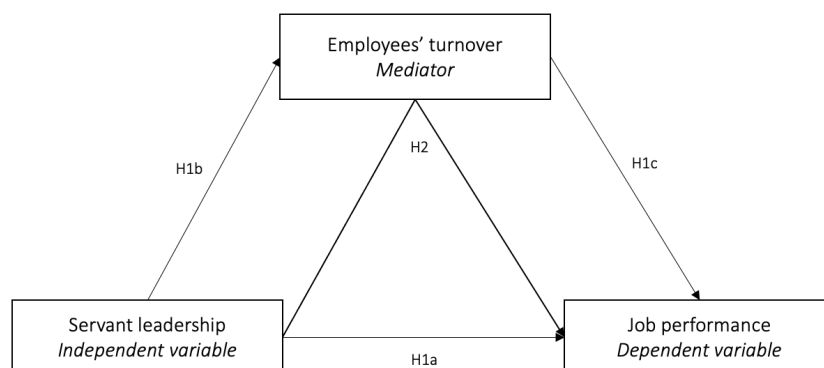 Employees’ turnover
Mediator
H1b
H2
H1c
Servant leadership
Independent variable
H1a
Job performance
Dependent variable